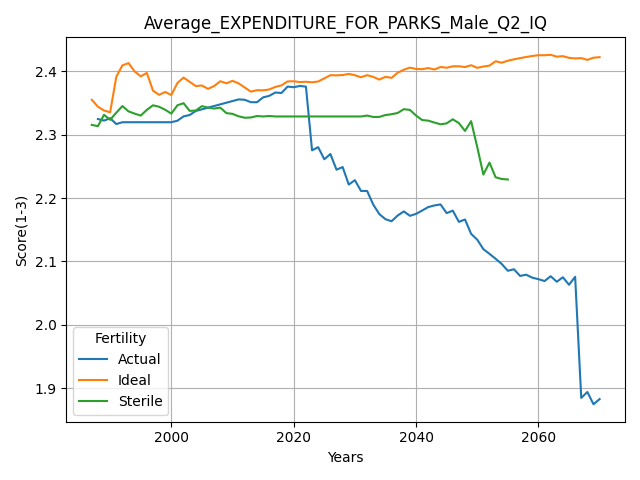 Average_EXPENDITURE_FOR_PARKS_Male_Q2_IQ
Score(1-3)
2.4
2.3
2.2
2.1
2.0
1.9
Fertility
Actual
Ideal
Sterile
2000
2020
2040
2060
Years